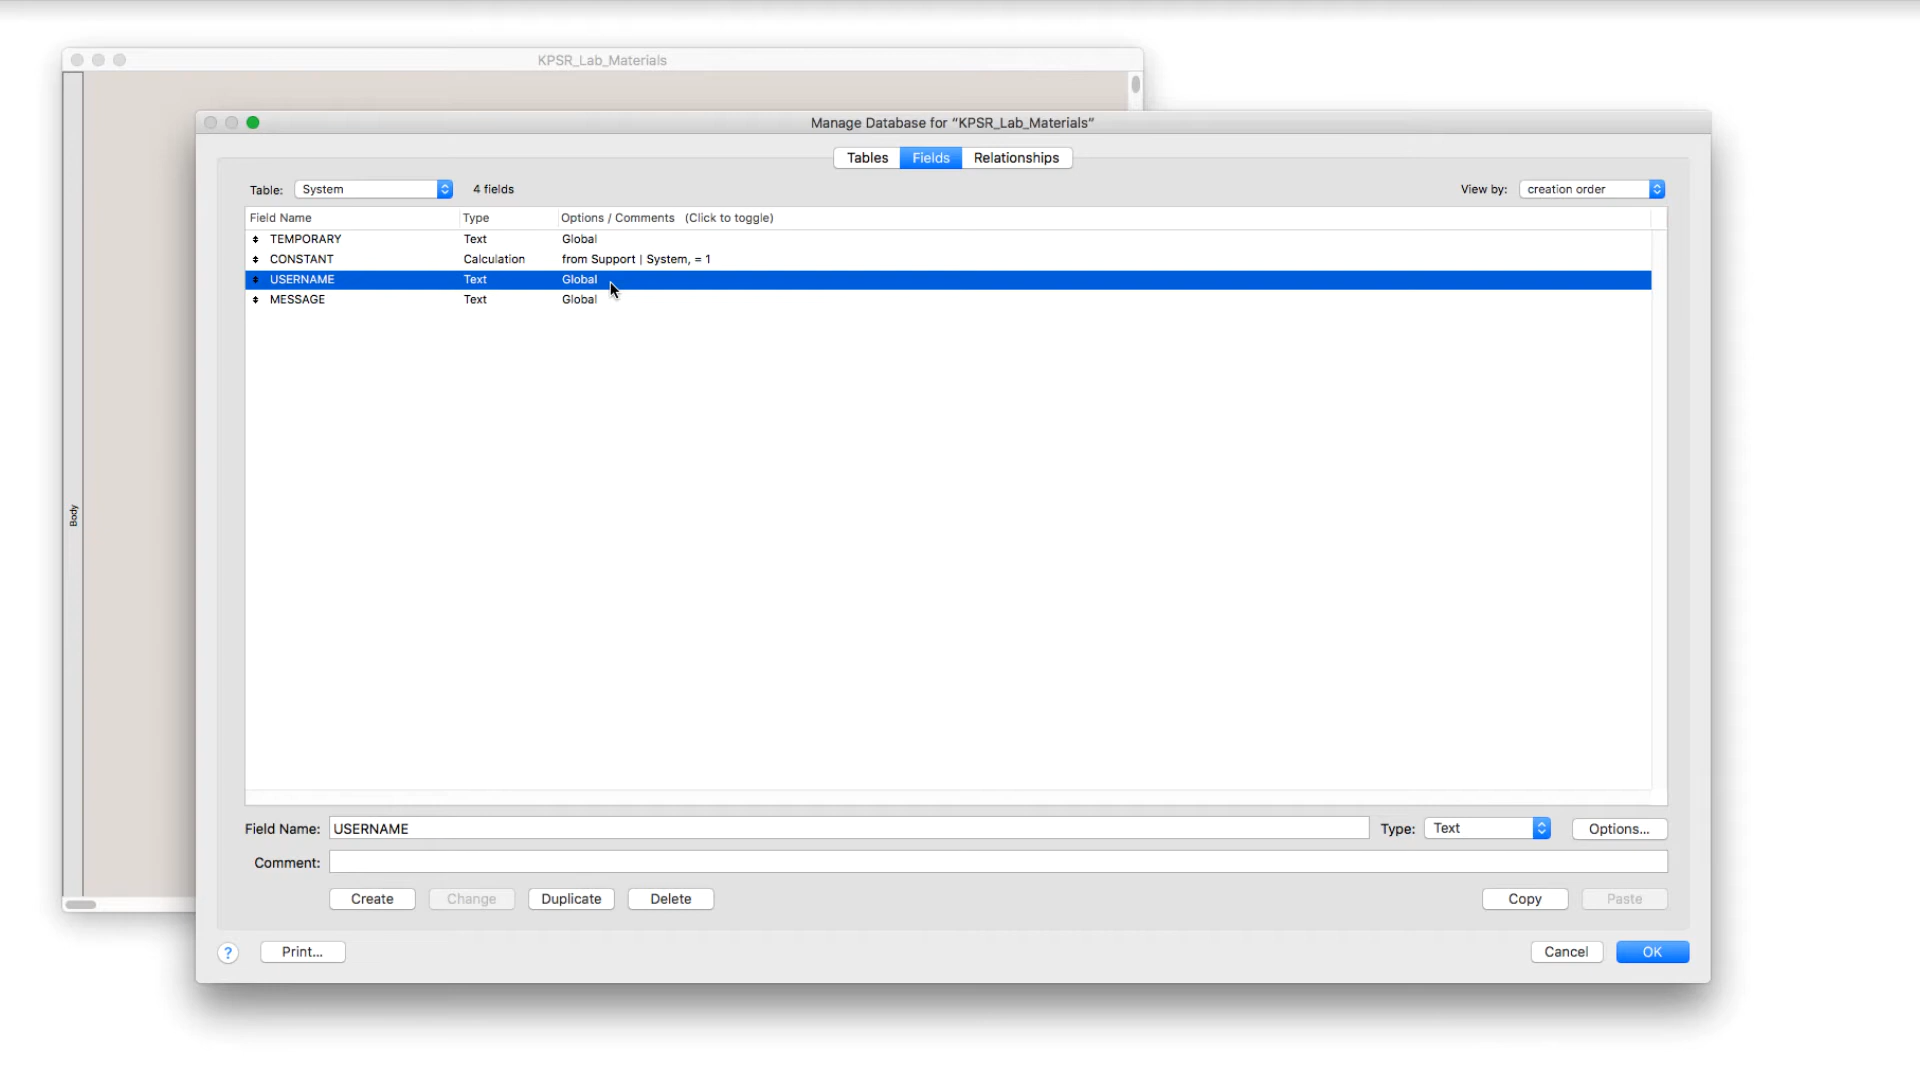 KPSR_Lab_Materials
Manage Database for “KPSR_Lab_Materials”
Tables Fields Relationships
Table: System 4 fields View by: creation order
Field Name Type Options / Comments (Click to toggle)
TEMPORARY Text Global
CONSTANT Calculation from Support | System, = 1
USERNAME Text Global
MESSAGE Text Global
Body
Field Name: USERNAME Type: Text Options...
Comment:
Create Change Duplicate Delete Copy Paste
? Print... Cancel OK